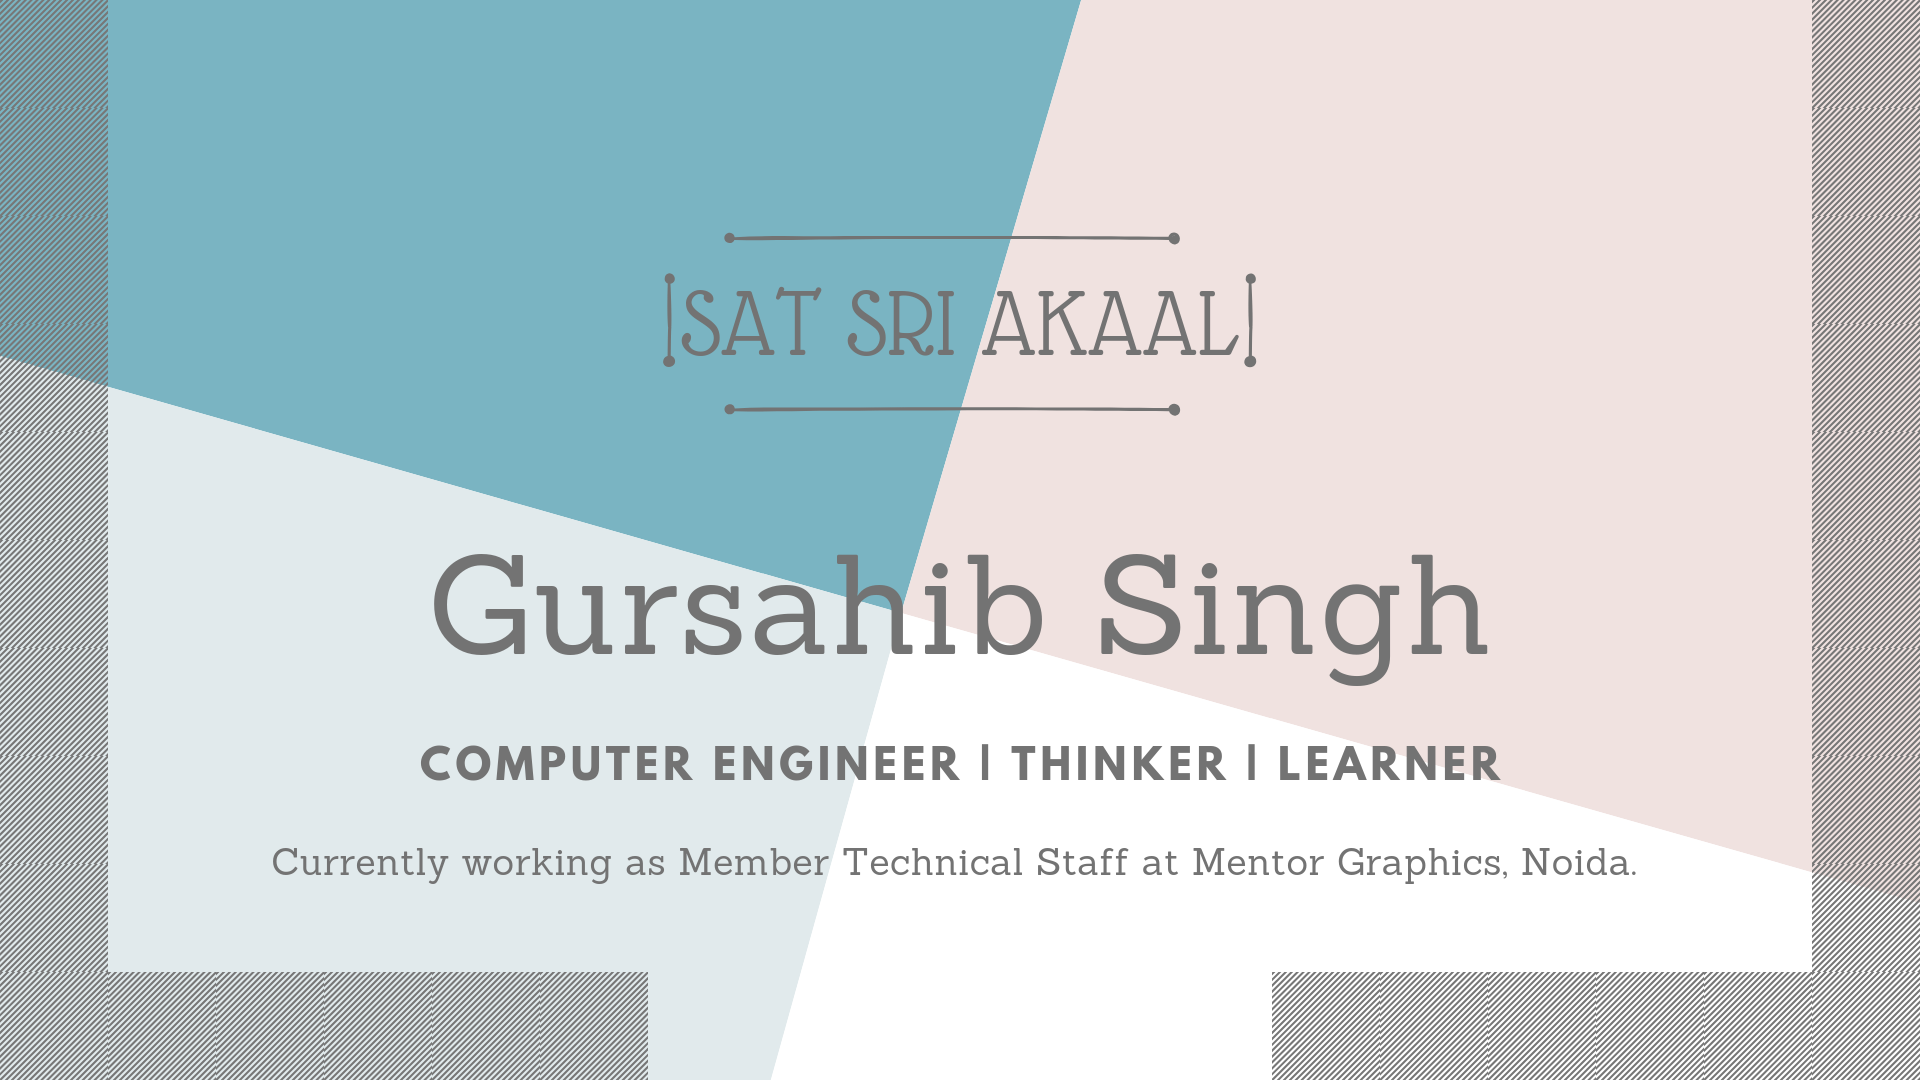 SAT SRI AKAAL
Gursahib Singh
COMPUTER ENGINEER | THINKER | LEARNER
Currently working as Member Technical Staff at Mentor Graphics, Noida.